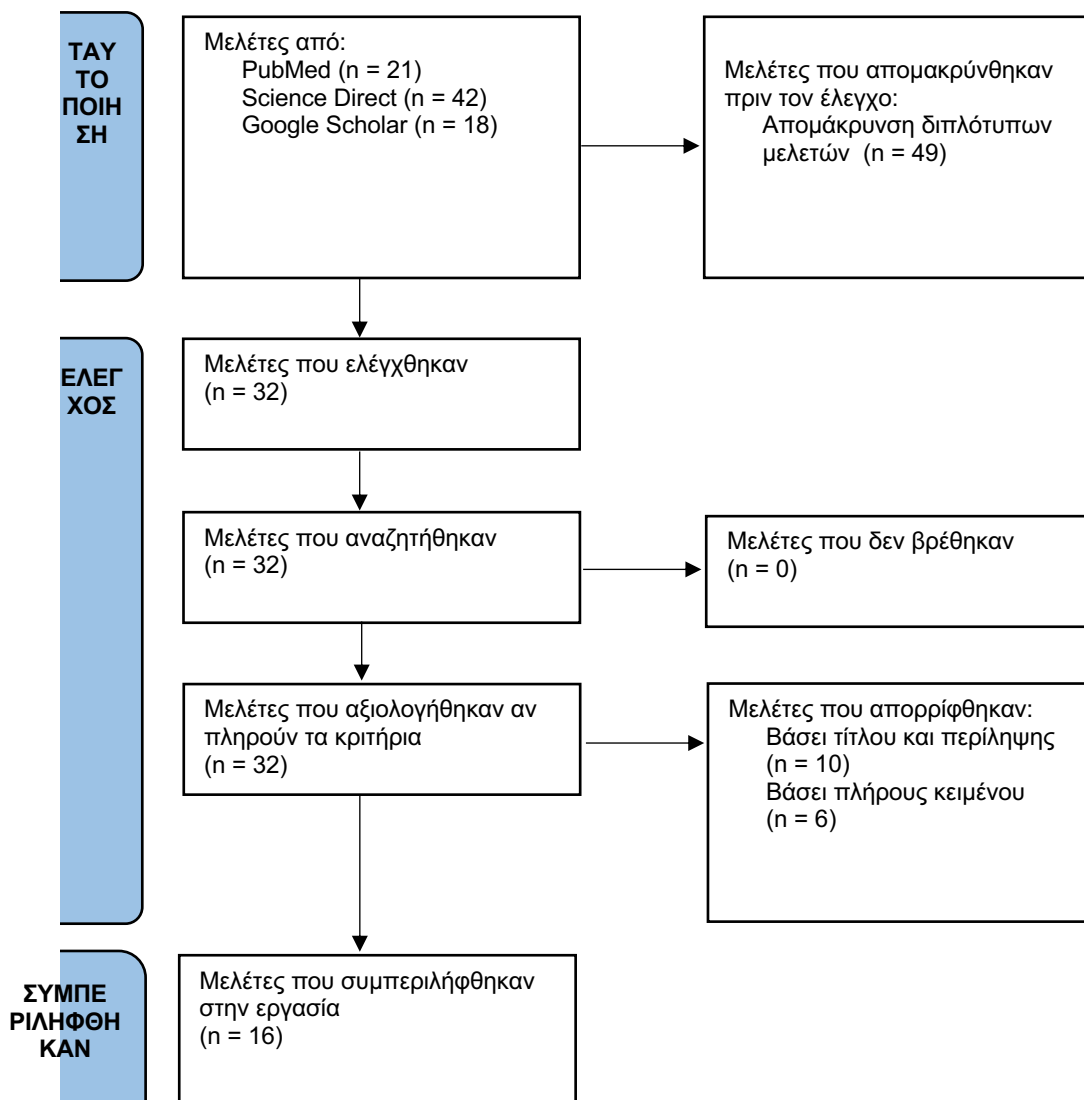 ΤΑΥ
ΤΟ
ΠΟΙΗ
ΣΗ
Μελέτες από:
PubMed (n = 21)
Science Direct (n = 42)
Google Scholar (n = 18)
Μελέτες που απομακρύνθηκαν
πριν τον έλεγχο:
Απομάκρυνση διπλότυπων
μελετών (n = 49)
ΕΛΕΓ
ΧΟΣ
Μελέτες που ελέγχθηκαν
(n = 32)
Μελέτες που αναζητήθηκαν
(n = 32)
Μελέτες που δεν βρέθηκαν
(n = 0)
Μελέτες που αξιολογήθηκαν αν
πληρούν τα κριτήρια
(n = 32)
Μελέτες που απορρίφθηκαν:
Βάσει τίτλου και περίληψης
(n = 10)
Βάσει πλήρους κειμένου
(n = 6)
ΣΥΜΠΕ
ΡΙΛΗΦΘΗ
ΚΑΝ
Μελέτες που συμπεριλήφθηκαν
στην εργασία
(n = 16)